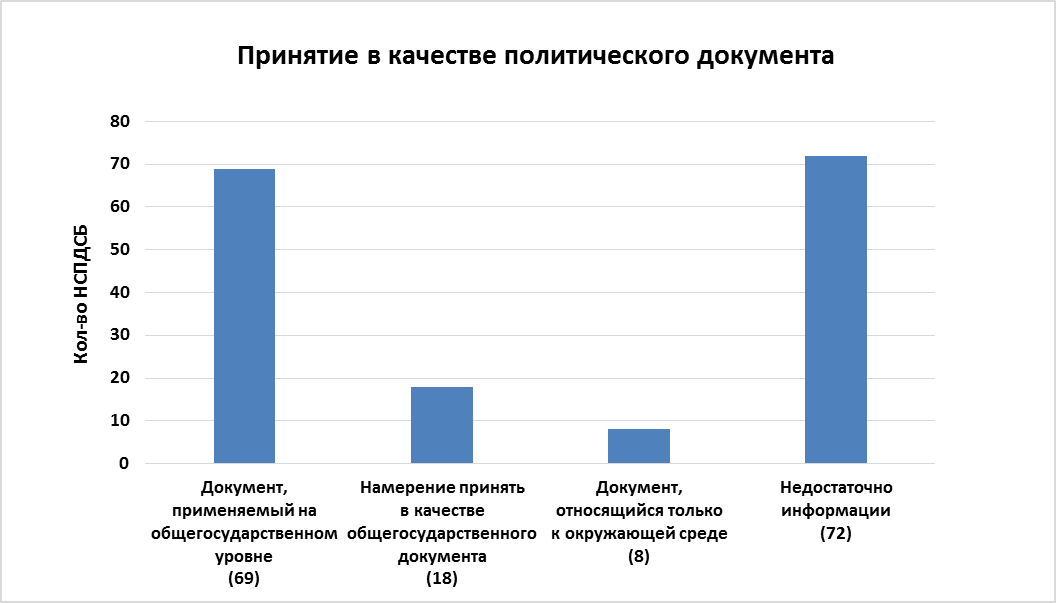 Принятие в качестве политического документа
Кол-во НСПДСБ
80
70
60
50
40
30
20
10
0
Документ,
применяемый на
общегосударственном
уровне
(69)
Намерение принять
в качестве
общегосударственного
документа
(18)
Документ,
относящийся только
к окружающей среде
(8)
Недостаточно
информации
(72)